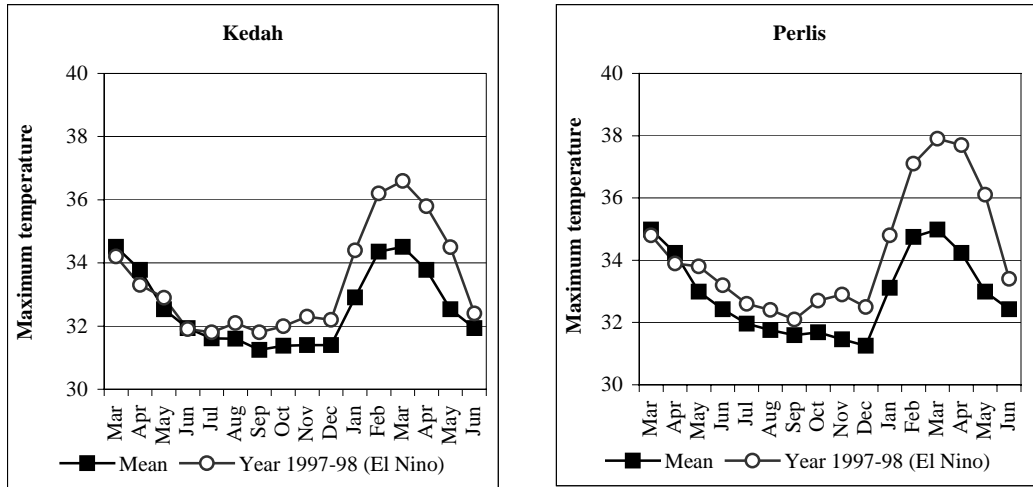 Kedah
Maximum temperature
40
38
36
34
32
30
Mar Apr May Jun Jul Aug Sep Oct Nov Dec Jan Feb Mar Apr May Jun
Mean Year 1997-98 (El Nino)
Perlis
Maximum temperature
40
38
36
34
32
30
Mar Apr May Jun Jul Aug Sep Oct Nov Dec Jan Feb Mar Apr May Jun
Mean Year 1997-98 (El Nino)